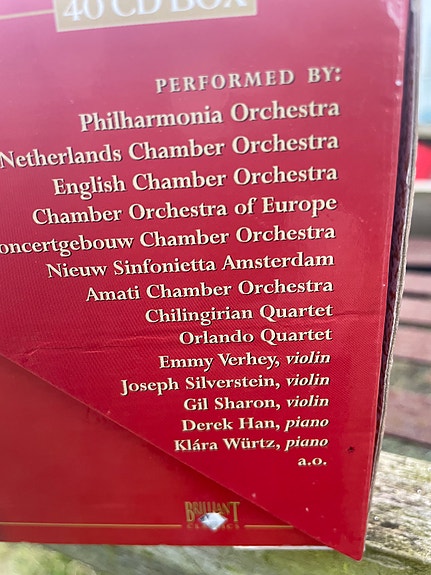 40 CD BOX
PERFORMED BY:
Philharmonia Orchestra
Netherlands Chamber Orchestra
English Chamber Orchestra
Chamber Orchestra of Europe
oncertgebouw Chamber Orchestra
Nieuw Sinfonietta Amsterdam
Amati Chamber Orchestra
Chilingirian Quartet
Orlando Quartet
Emmy Verhey, violin
Joseph Silverstein, violin
Gil Sharon, violin
Derek Han, piano
Klára Würtz, piano
a.o.
BRILLIANT
CLASSICS